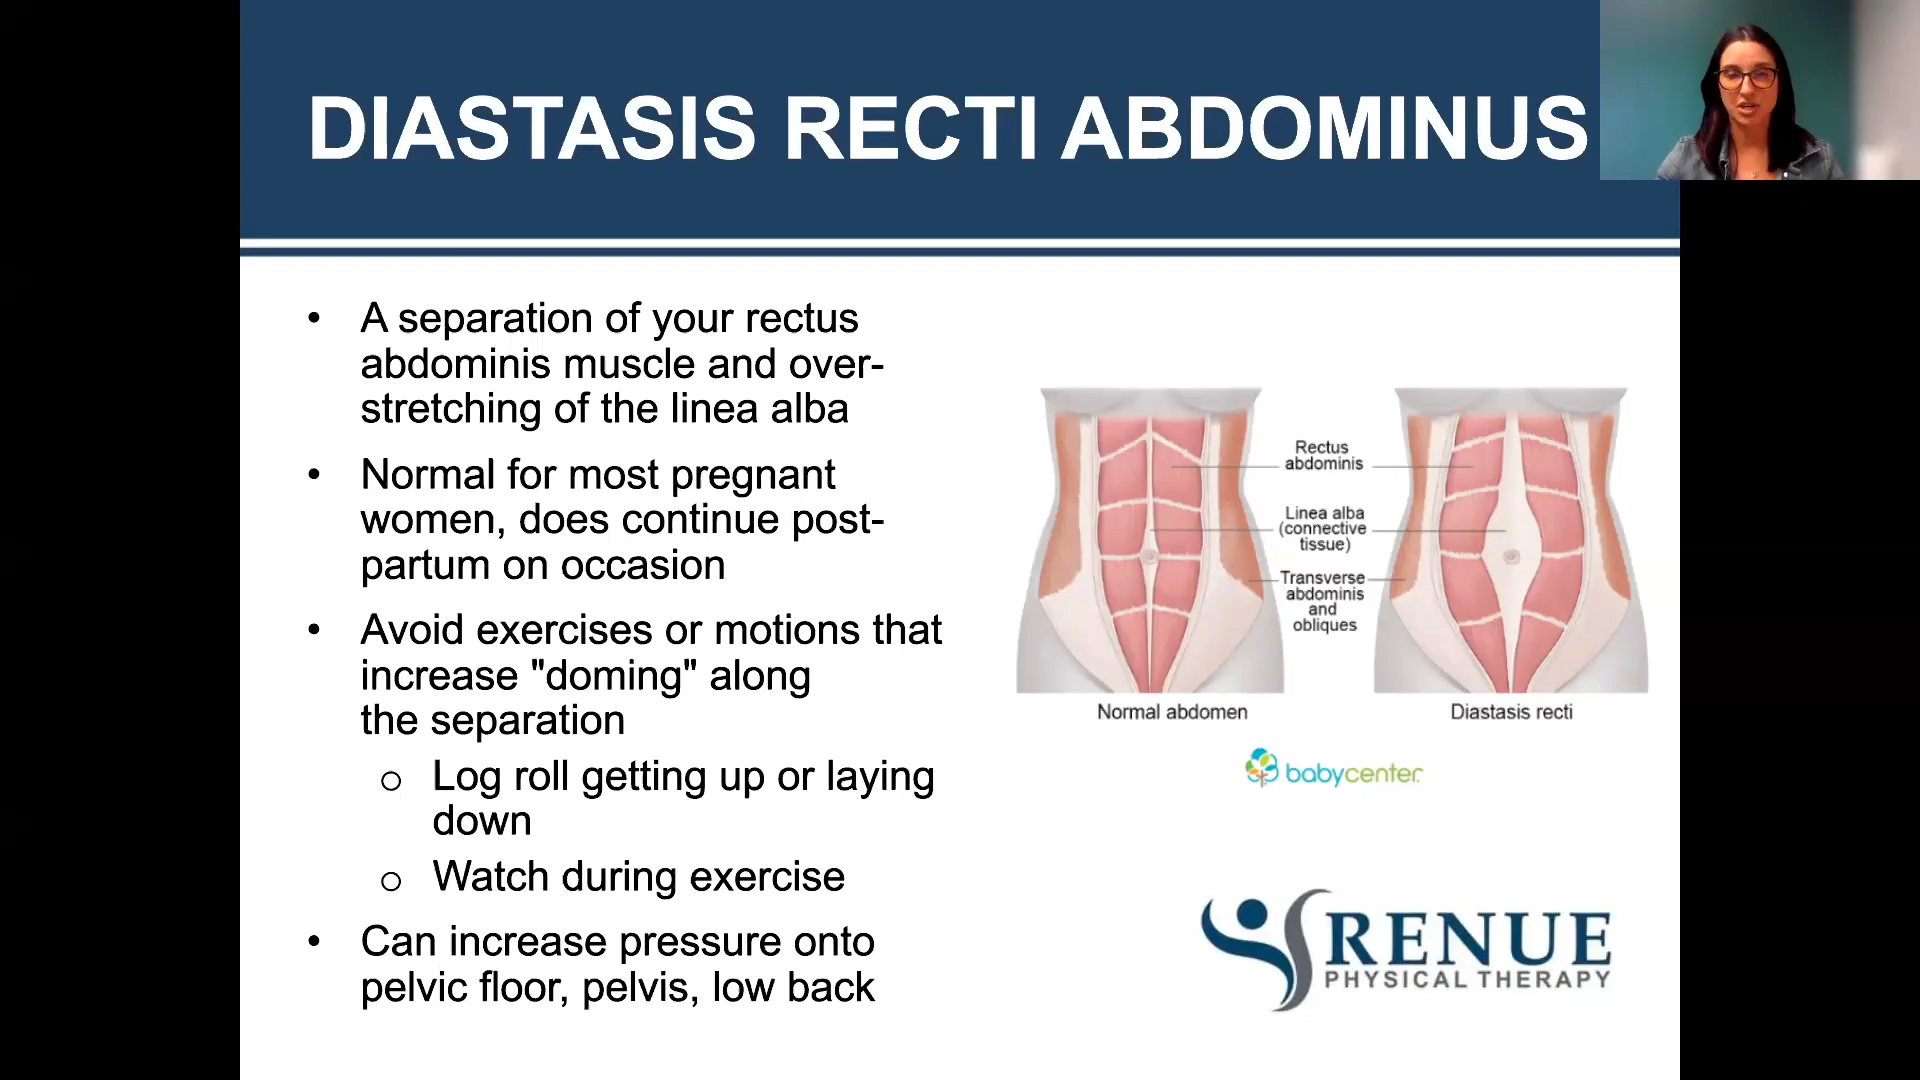 DIASTASIS RECTI ABDOMINUS
• A separation of your rectus
abdominis muscle and over-
stretching of the linea alba
• Normal for most pregnant
women, does continue post-
partum on occasion
• Avoid exercises or motions that
increase "doming" along
the separation
o Log roll getting up or laying
down
o Watch during exercise
• Can increase pressure onto
pelvic floor, pelvis, low back
Rectus
abdominis
Linea alba
(connective
tissue)
Transverse
abdominis
and
obliques
Normal abdomen
Diastasis recti
babycenter
RENUE
PHYSICAL THERAPY